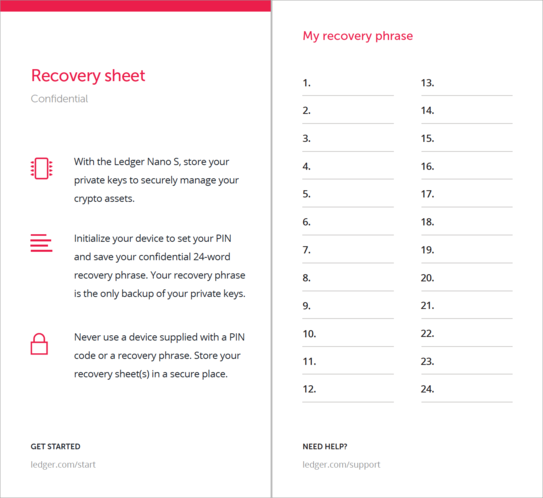 Recovery sheet
Confidential
With the Ledger Nano S, store your
private keys to securely manage your
crypto assets.
Initialize your device to set your PIN
and save your confidential 24-word
recovery phrase. Your recovery phrase
is the only backup of your private keys.
Never use a device supplied with a PIN
code or a recovery phrase. Store your
recovery sheet(s) in a secure place.
GET STARTED
ledger.com/start
My recovery phrase
1.
2.
3.
4.
5.
6.
7.
8.
9.
10.
11.
12.
13.
14.
15.
16.
17.
18.
19.
20.
21.
22.
23.
24.
NEED HELP?
ledger.com/support